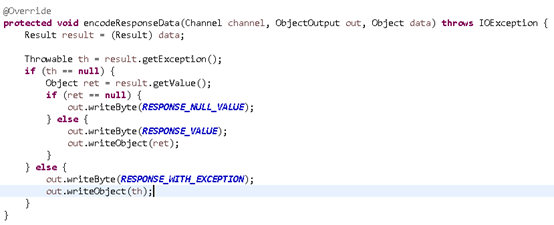 @Override
protected void encodeResponseData(Channel channel, ObjectOutput out, Object data) throws IOException {
    Result result = (Result) data;

    Throwable th = result.getException();
    if (th == null) {
        Object ret = result.getValue();
        if (ret == null) {
            out.writeByte(RESPONSE_NULL_VALUE);
        } else {
            out.writeByte(RESPONSE_VALUE);
            out.writeObject(ret);
        }
    } else {
        out.writeByte(RESPONSE_WITH_EXCEPTION);
        out.writeObject(th);
    }
}